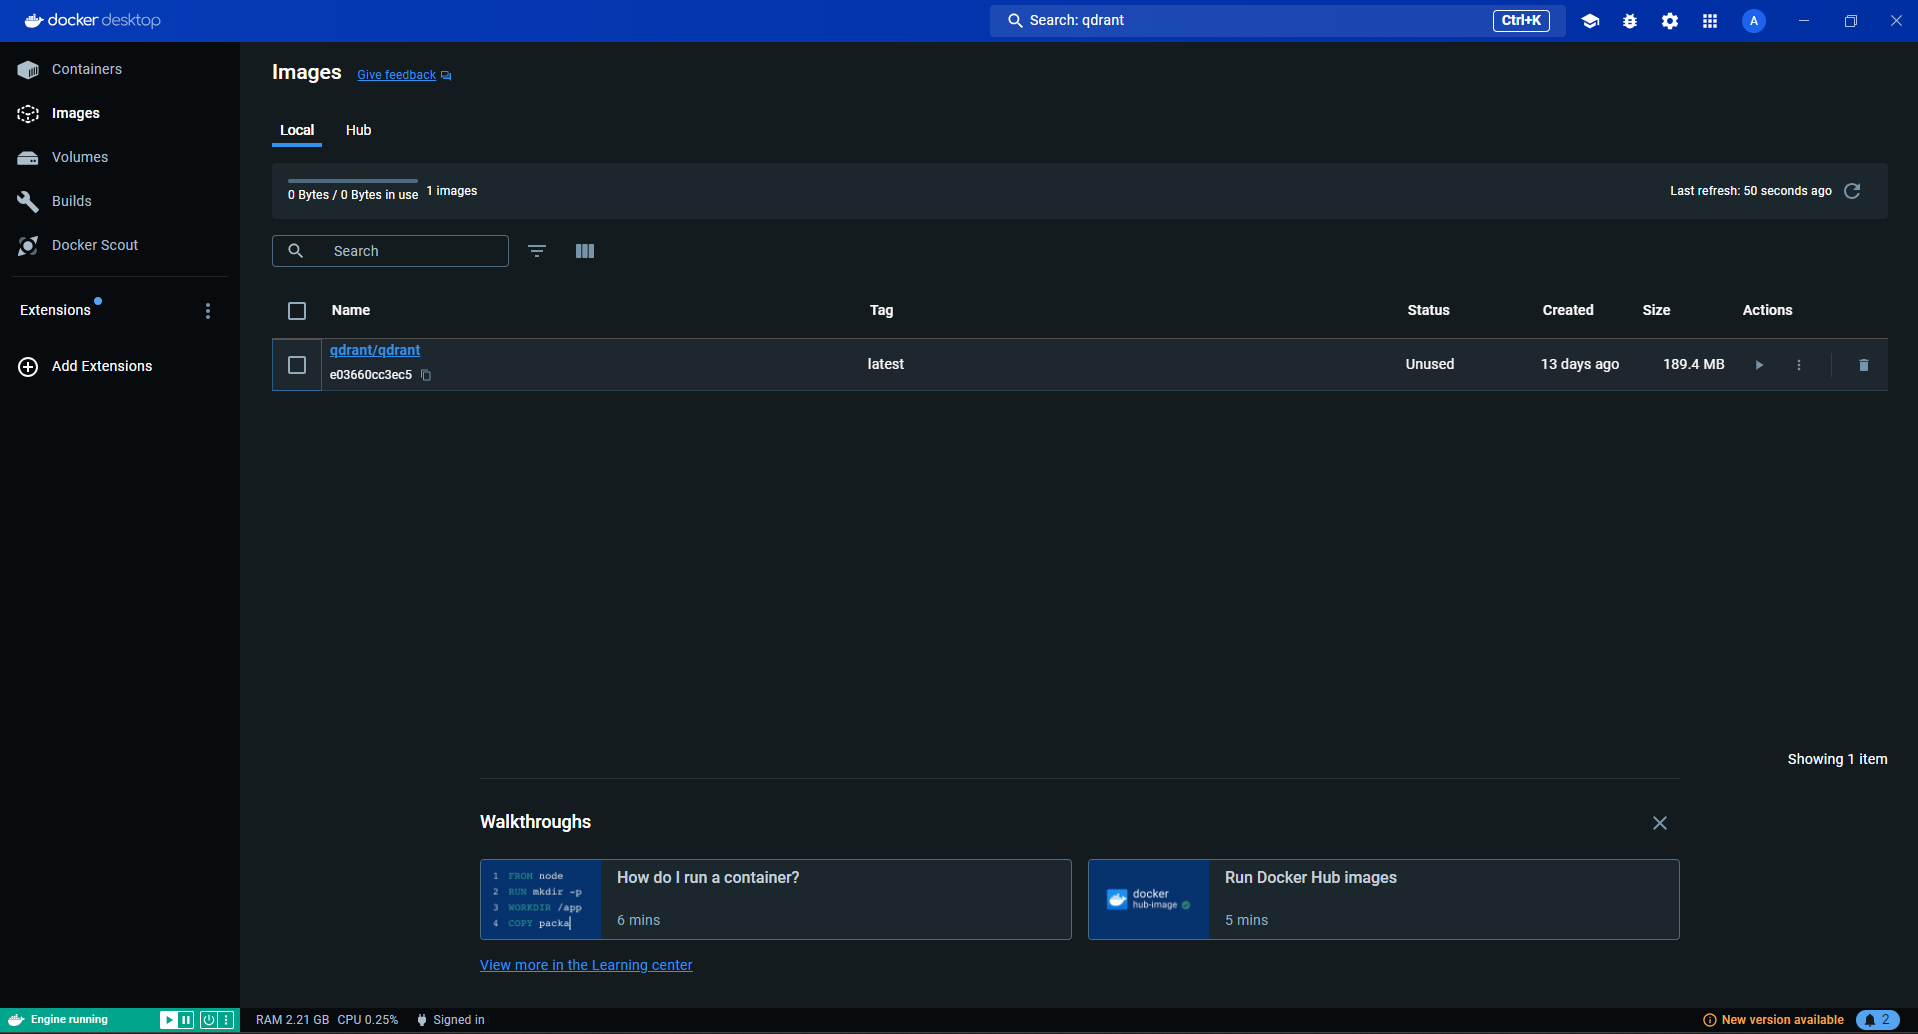 docker desktop
Search: qdrant
Ctrl+K
A
Containers
Images
Volumes
Builds
Docker Scout
Extensions
Add Extensions
Images
Give feedback
Local
Hub
0 Bytes / 0 Bytes in use
1 images
Last refresh: 50 seconds ago
Search
Name
Tag
Status
Created
Size
Actions
qdrant/qdrant
e03660cc3ec5
latest
Unused
13 days ago
189.4 MB
Showing 1 item
Walkthroughs
1 FROM node
2 RUN mkdir -p
3 WORKDIR /app
4 COPY packa
How do I run a container?
6 mins
docker
hub-image
Run Docker Hub images
5 mins
View more in the Learning center
Engine running
RAM 2.21 GB CPU 0.25%
Signed in
New version available
2